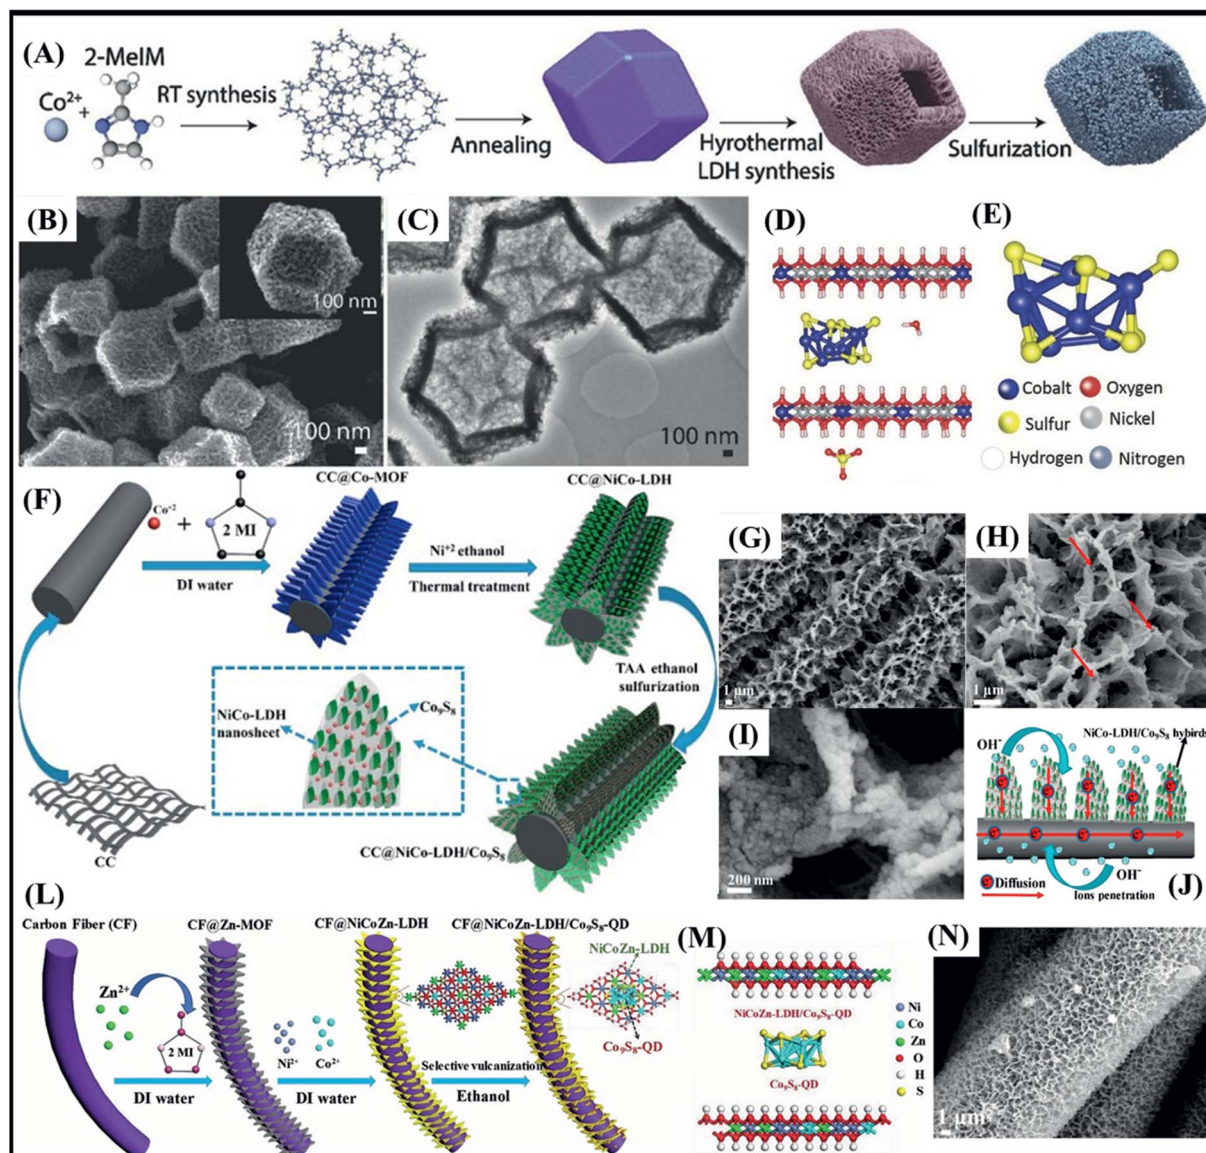 (A)
2-MeIM
Co²⁺
+
RT synthesis
Annealing
Hyrothermal
LDH synthesis
Sulfurization
(B)
100 nm
100 nm
(C)
100 nm
(D)
(E)
Cobalt
Oxygen
Sulfur
Nickel
Hydrogen
Nitrogen
(F)
Co⁺²
+
2 MI
DI water
CC@Co-MOF
Ni⁺² ethanol
Thermal treatment
CC@NiCo-LDH
TAA ethanol
sulfurization
NiCo-LDH
nanosheet
Co₉S₈
CC
CC@NiCo-LDH/Co₉S₈
(G)
1 μm
(H)
1 μm
(I)
200 nm
NiCo-LDH/Co₉S₈ hybirds
OH⁻
OH⁻
Diffusion
Ions penetration
(J)
(L)
Carbon Fiber (CF)
Zn²⁺
2 MI
DI water
CF@Zn-MOF
Ni²⁺
Co²⁺
DI water
CF@NiCoZn-LDH
Selective vulcanization
Ethanol
CF@NiCoZn-LDH/Co₉S₈-QD
NiCoZn-LDH
Co₉S₈-QD
(M)
NiCoZn-LDH/Co₉S₈-QD
Co₉S₈-QD
Ni
Co
Zn
O
H
S
(N)
1 μm